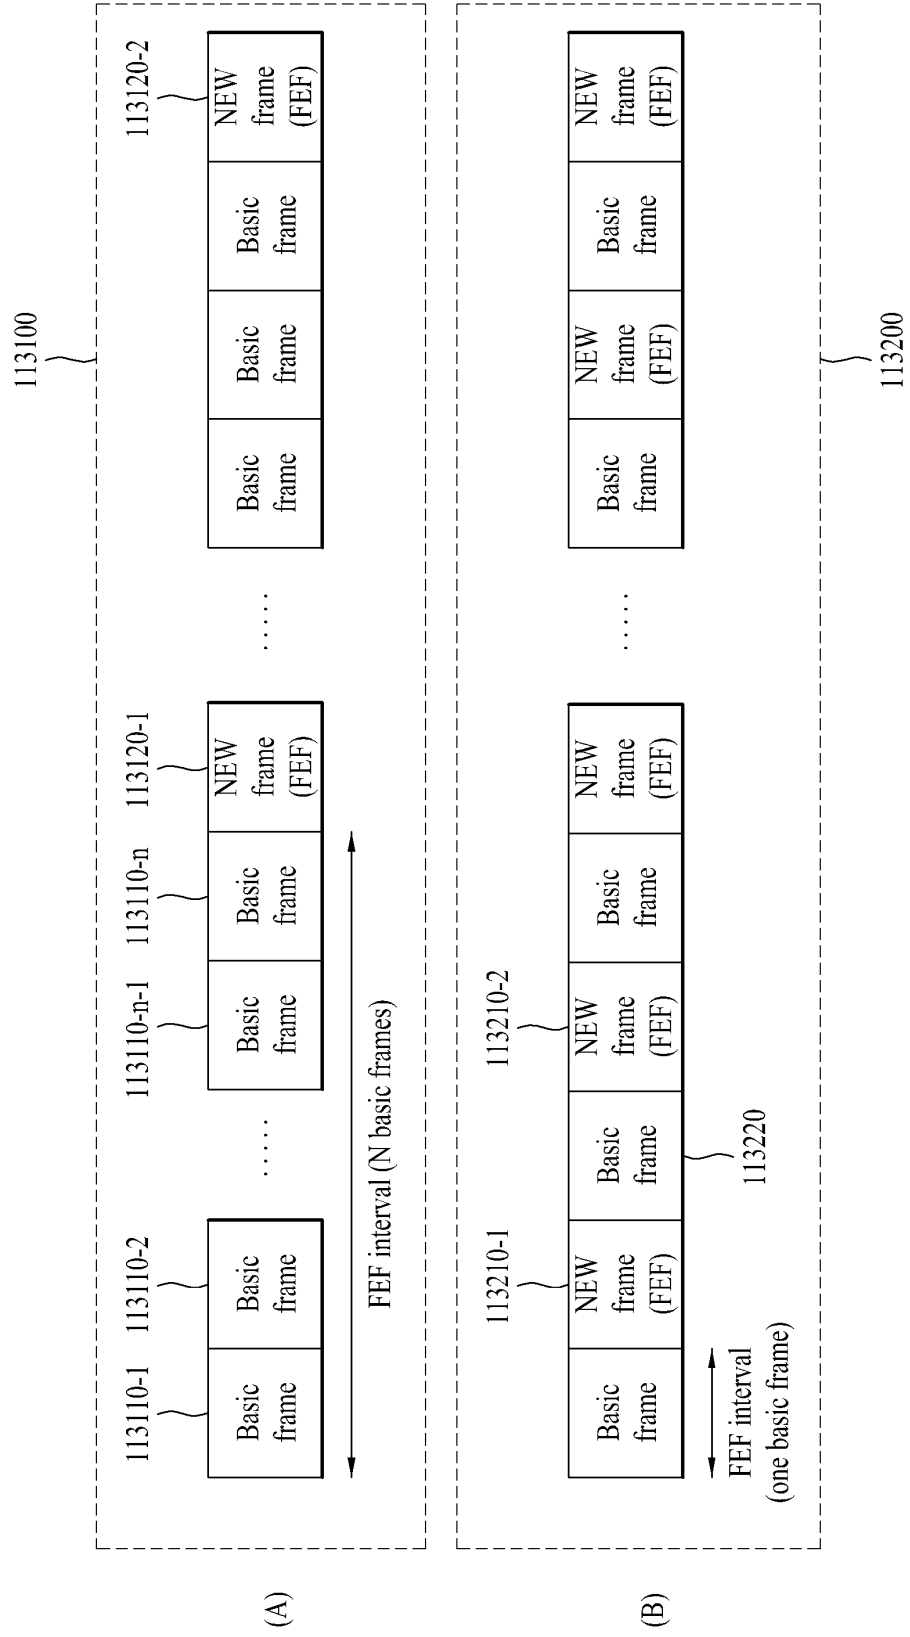 113100
113110-1
113110-2
113110-n-1
113110-n
113120-1
113120-2
(A)
Basic
frame
Basic
frame
.....
Basic
frame
Basic
frame
NEW
frame
(FEF)
.....
Basic
frame
Basic
frame
Basic
frame
NEW
frame
(FEF)
FEF interval (N basic frames)
113210-1
113210-2
(B)
Basic
frame
NEW
frame
(FEF)
Basic
frame
NEW
frame
(FEF)
Basic
frame
NEW
frame
(FEF)
.....
Basic
frame
NEW
frame
(FEF)
Basic
frame
NEW
frame
(FEF)
FEF interval
(one basic frame)
113220
113200